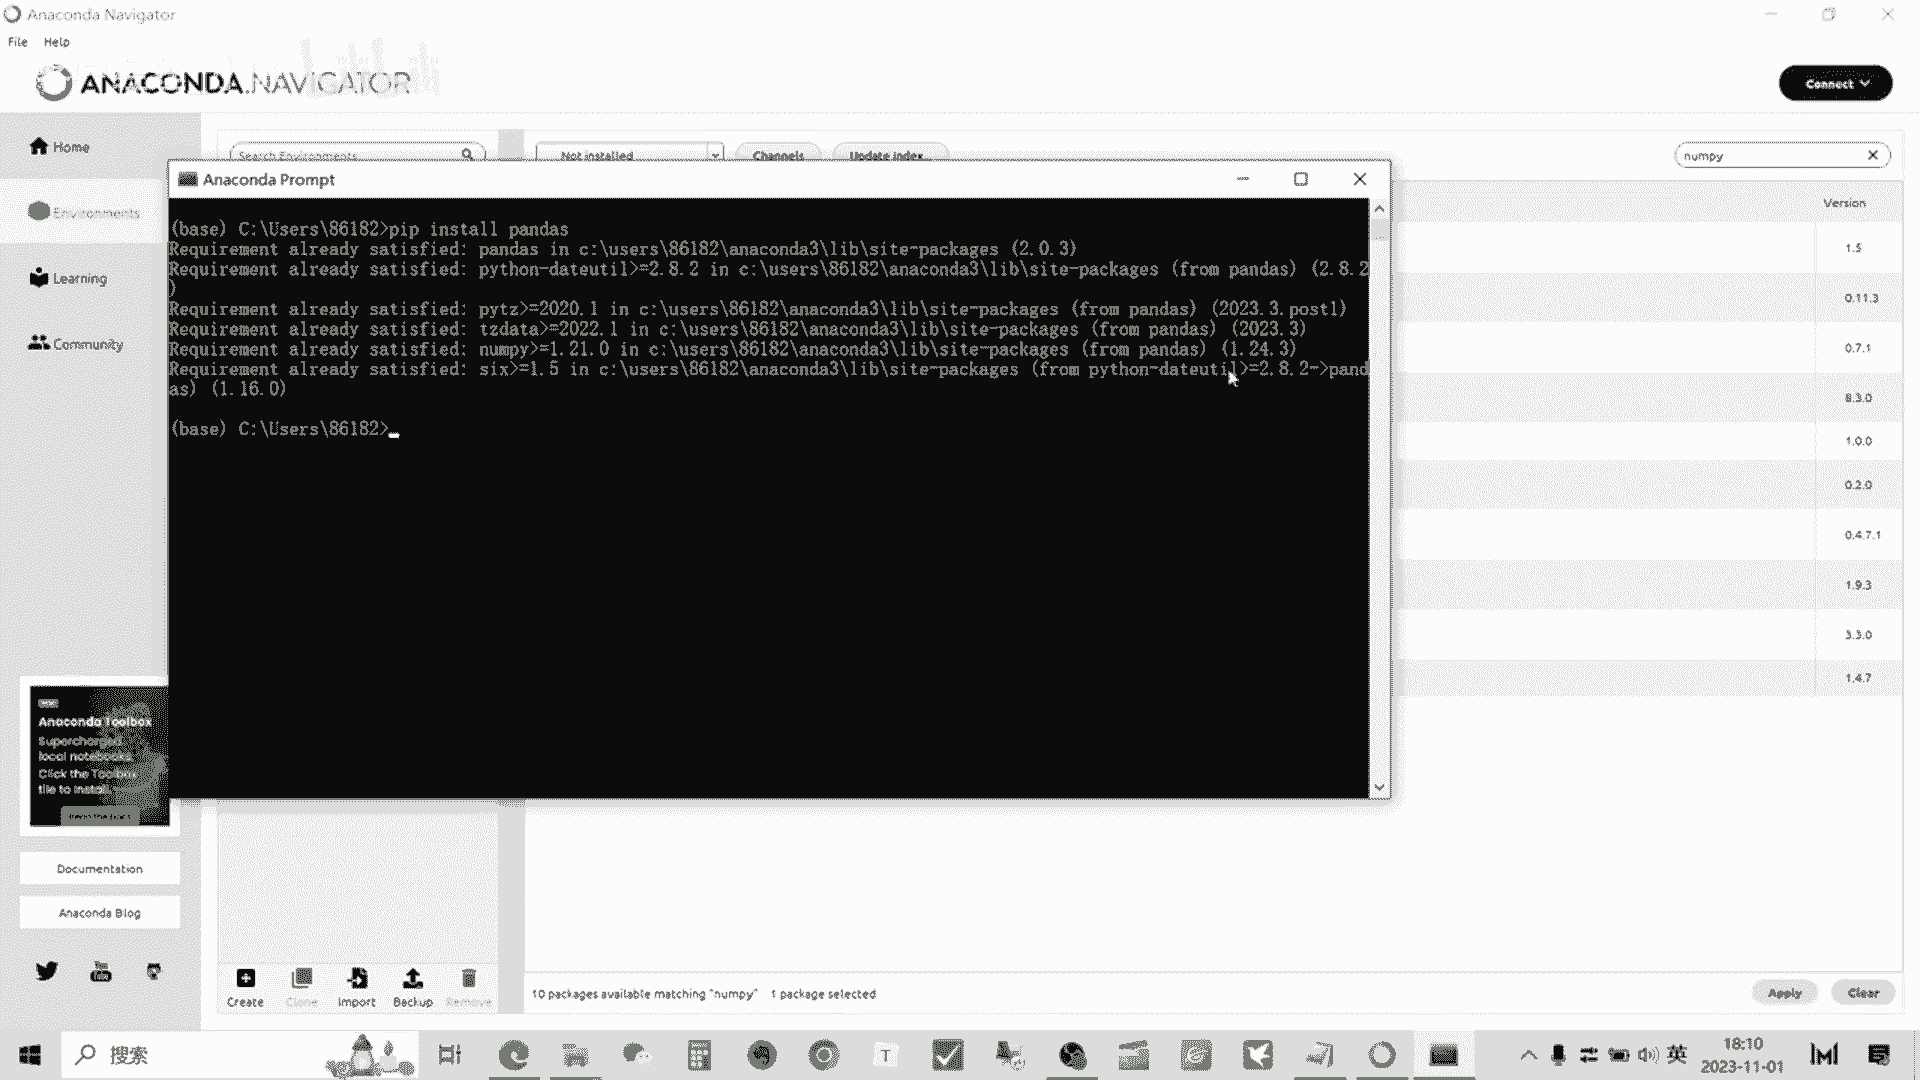 Anaconda Navigator
File Help
ANACONDA.NAVIGATOR
Connect
Home
Search Environments
Not installed
Channels
Update index...
numpy
Anaconda Prompt
Version
Environments
(base) C:\Users\86182>pip install pandas
Requirement already satisfied: pandas in c:\users\86182\anaconda3\lib\site-packages (2.0.3)
Requirement already satisfied: python-dateutil>=2.8.2 in c:\users\86182\anaconda3\lib\site-packages (from pandas) (2.8.2
)
Requirement already satisfied: pytz>=2020.1 in c:\users\86182\anaconda3\lib\site-packages (from pandas) (2023.3.post1)
Requirement already satisfied: tzdata>=2022.1 in c:\users\86182\anaconda3\lib\site-packages (from pandas) (2023.3)
Requirement already satisfied: numpy>=1.21.0 in c:\users\86182\anaconda3\lib\site-packages (from pandas) (1.24.3)
Requirement already satisfied: six>=1.5 in c:\users\86182\anaconda3\lib\site-packages (from python-dateutil>=2.8.2->pand
as) (1.16.0)
(base) C:\Users\86182>
Learning
Community
1.5
0.11.3
0.7.1
8.3.0
1.0.0
0.2.0
0.4.7.1
1.9.3
3.3.0
1.4.7
Anaconda Toolbox
Supercharged
local notebooks.
Click the Toolbox
tile to install.
Documentation
Anaconda Blog
Create Clone Import Backup Remove
10 packages available matching "numpy" 1 package selected
Apply Clear
搜索
英
18:10
2023-11-01